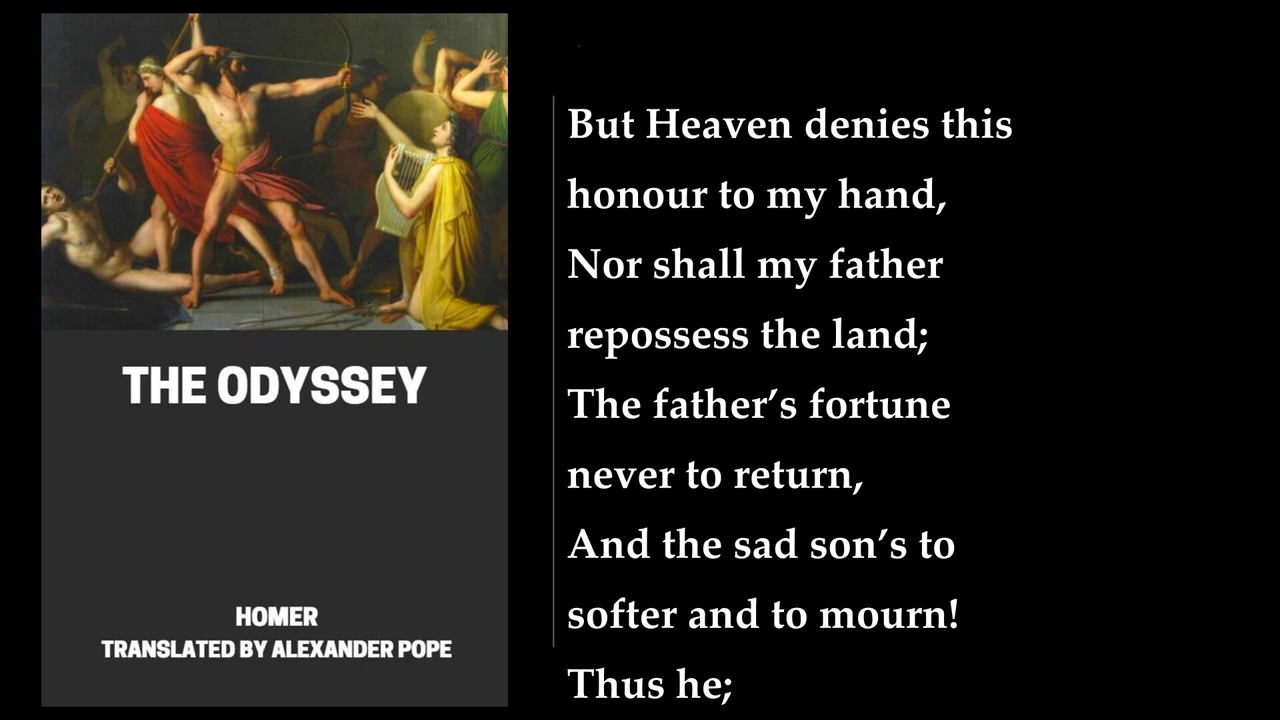 THE ODYSSEY
HOMER
TRANSLATED BY ALEXANDER POPE
But Heaven denies this
honour to my hand,
Nor shall my father
repossess the land;
The father’s fortune
never to return,
And the sad son’s to
softer and to mourn!
Thus he;